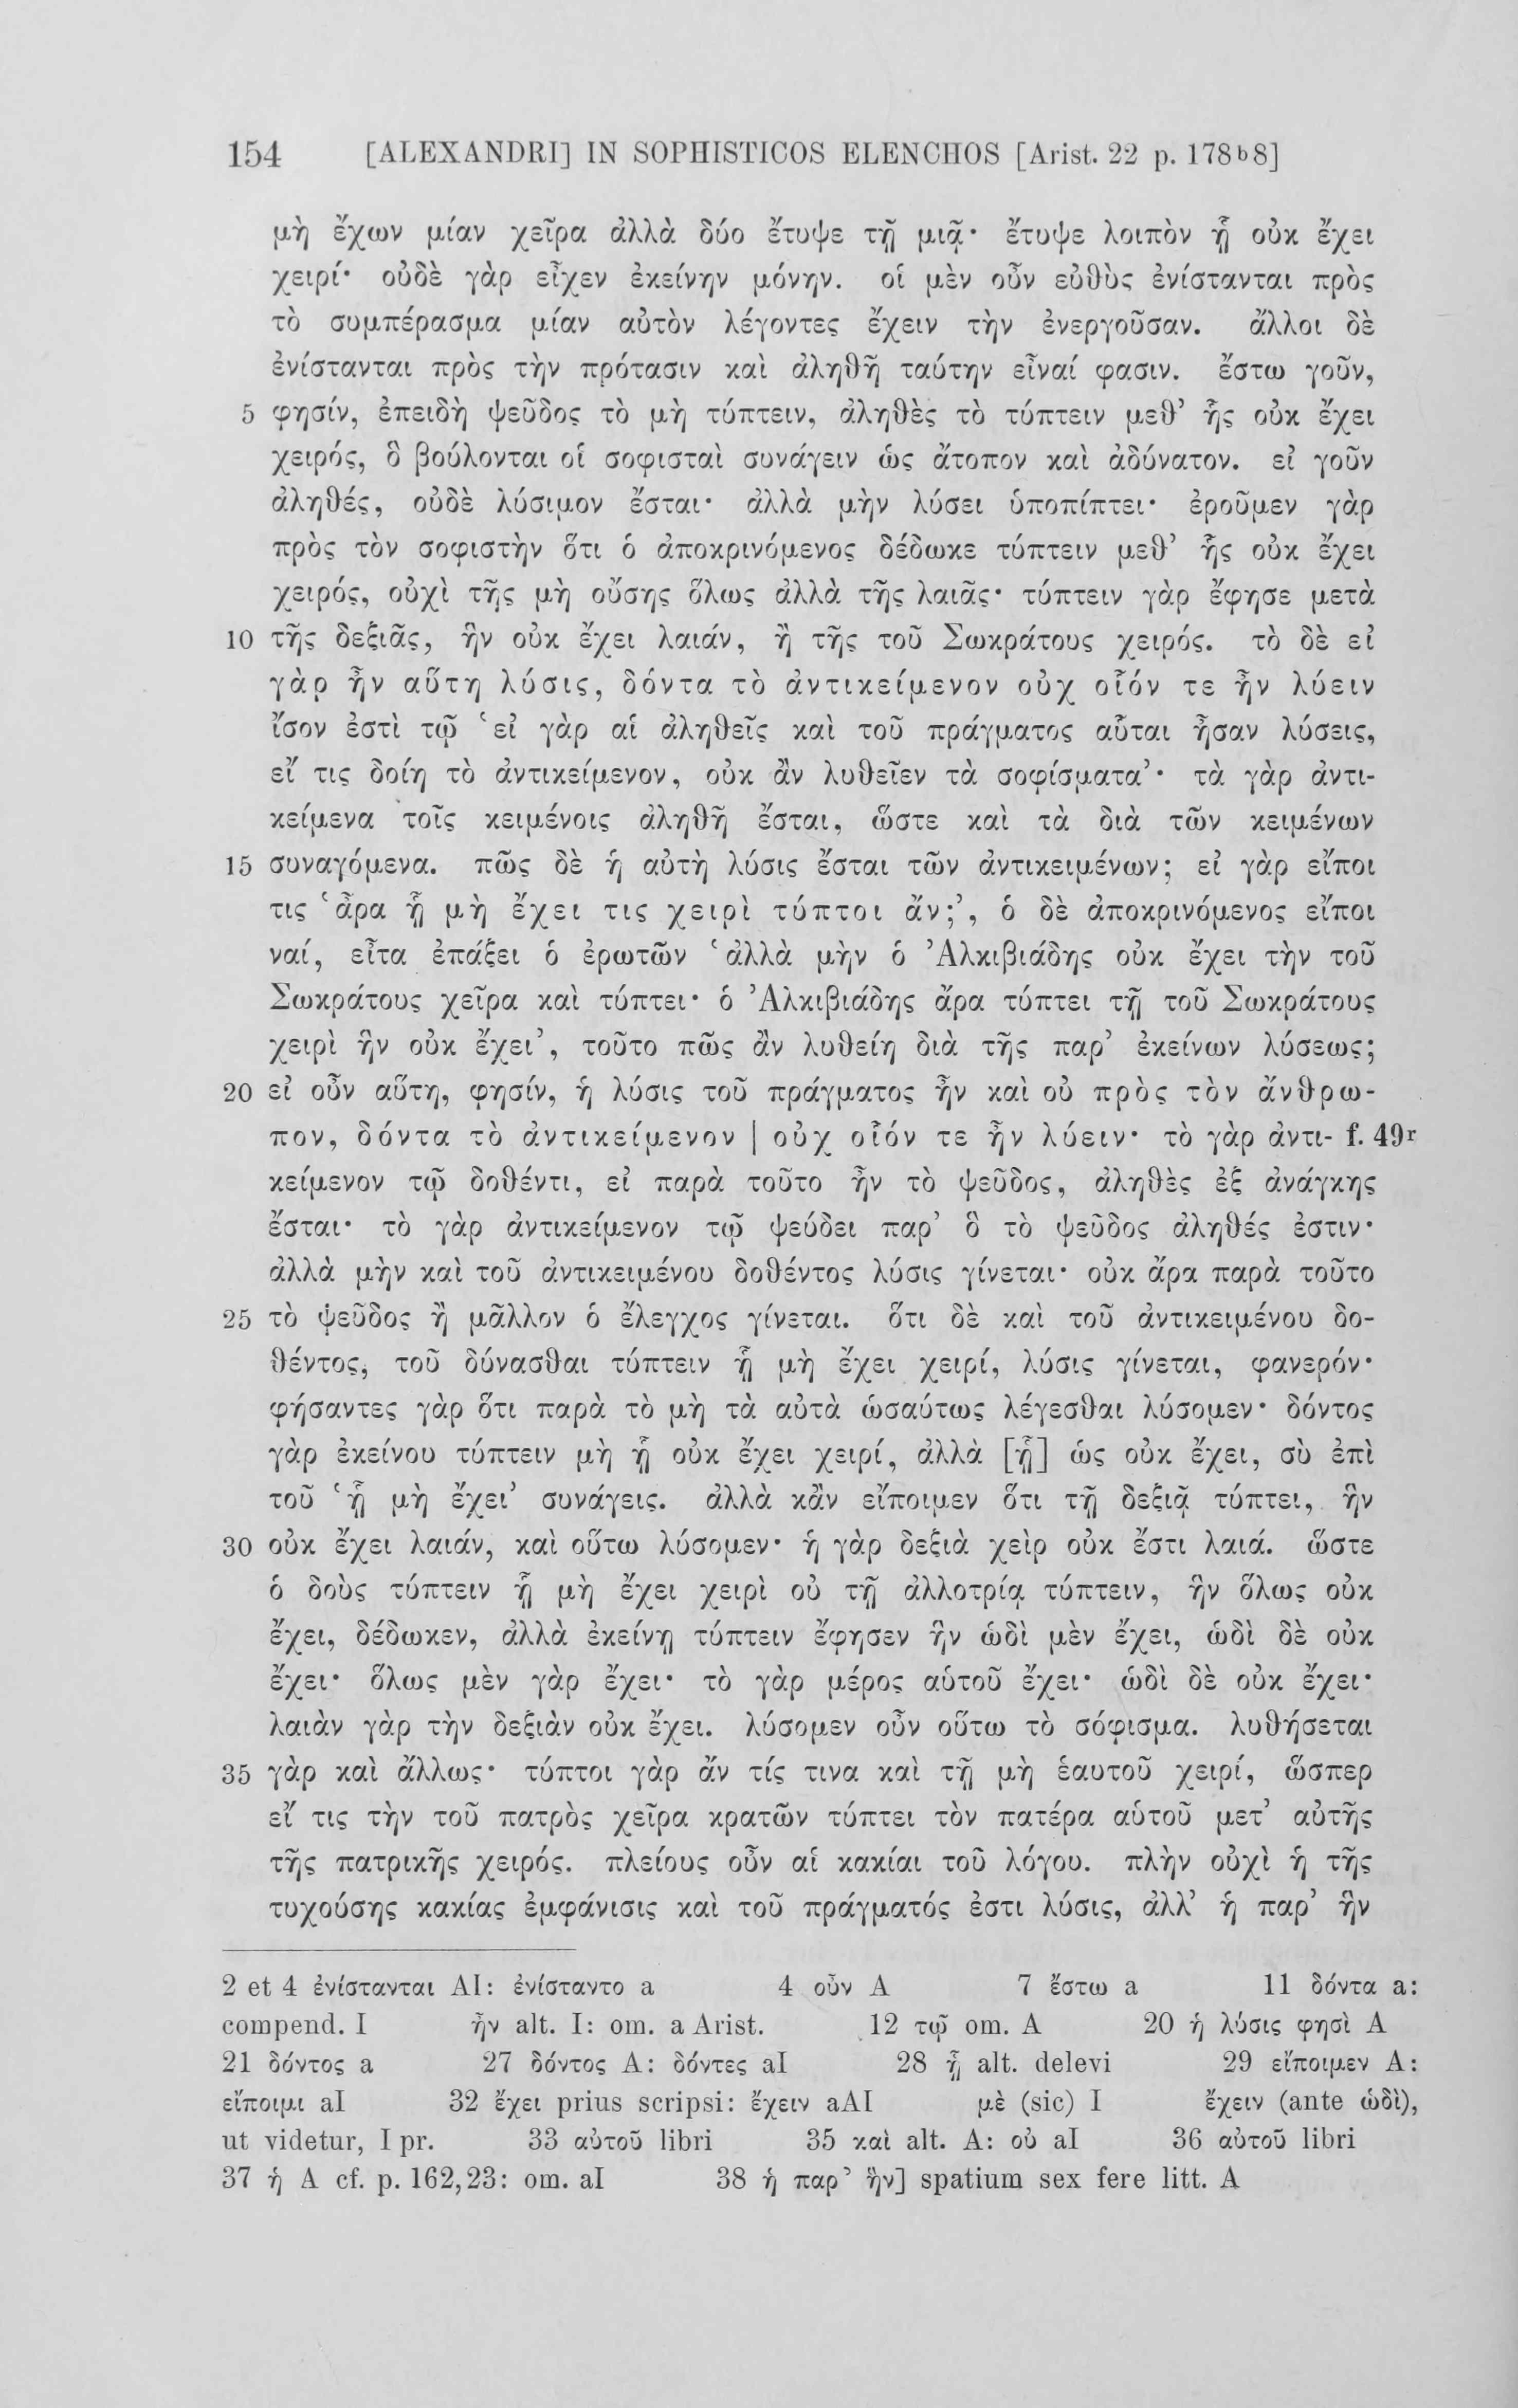 154 [ALEXANDRI] IN SOPHISTICOS ELENCHOS [Arist. 22 p. 178ᵇ8]
μὴ ἔχων μίαν χεῖρα ἀλλὰ δύο ἔτυψε τῇ μιᾷ· ἔτυψε λοιπὸν ᾗ οὐκ ἔχει
χειρί· οὐδὲ γὰρ εἶχεν ἐκείνην μόνην. οἱ μὲν οὖν εὐθὺς ἐνίστανται πρὸς
τὸ συμπέρασμα μίαν αὐτὸν λέγοντες ἔχειν τὴν ἐνεργοῦσαν. ἄλλοι δὲ
ἐνίστανται πρὸς τὴν πρότασιν καὶ ἀληθῆ ταύτην εἶναί φασιν. ἔστω γοῦν,
5 φησίν, ἐπειδὴ ψεῦδος τὸ μὴ τύπτειν, ἀληθὲς τὸ τύπτειν μεθ’ ἧς οὐκ ἔχει
χειρός, ὃ βούλονται οἱ σοφισταὶ συνάγειν ὡς ἄτοπον καὶ ἀδύνατον. εἰ γοῦν
ἀληθές, οὐδὲ λύσιμον ἔσται· ἀλλὰ μὴν λύσει ὑποπίπτει· ἐροῦμεν γὰρ
πρὸς τὸν σοφιστὴν ὅτι ὁ ἀποκρινόμενος δέδωκε τύπτειν μεθ’ ἧς οὐκ ἔχει
χειρός, οὐχὶ τῆς μὴ οὔσης ὅλως ἀλλὰ τῆς λαιᾶς· τύπτειν γὰρ ἔφησε μετὰ
10 τῆς δεξιᾶς, ἣν οὐκ ἔχει λαιάν, ἢ τῆς τοῦ Σωκράτους χειρός. τὸ δὲ εἰ
γὰρ ἦν αὕτη λύσις, δόντα τὸ ἀντικείμενον οὐχ οἷόν τε ἦν λύειν
ἴσον ἐστὶ τῷ ‘εἰ γὰρ αἱ ἀληθεῖς καὶ τοῦ πράγματος αὗται ἦσαν λύσεις,
εἴ τις δοίη τὸ ἀντικείμενον, οὐκ ἂν λυθεῖεν τὰ σοφίσματα’· τὰ γὰρ ἀντι-
κείμενα τοῖς κειμένοις ἀληθῆ ἔσται, ὥστε καὶ τὰ διὰ τῶν κειμένων
15 συναγόμενα. πῶς δὲ ἡ αὐτὴ λύσις ἔσται τῶν ἀντικειμένων; εἰ γὰρ εἴποι
τις ‘ἆρα ᾗ μὴ ἔχει τις χειρὶ τύπτοι ἄν;’, ὁ δὲ ἀποκρινόμενος εἴποι
ναί, εἶτα ἐπάξει ὁ ἐρωτῶν ‘ἀλλὰ μὴν ὁ Ἀλκιβιάδης οὐκ ἔχει τὴν τοῦ
Σωκράτους χεῖρα καὶ τύπτει· ὁ Ἀλκιβιάδης ἄρα τύπτει τῇ τοῦ Σωκράτους
χειρὶ ἣν οὐκ ἔχει’, τοῦτο πῶς ἂν λυθείη διὰ τῆς παρ’ ἐκείνων λύσεως;
20 εἰ οὖν αὕτη, φησίν, ἡ λύσις τοῦ πράγματος ἦν καὶ οὐ πρὸς τὸν ἄνθρω-
πον, δόντα τὸ ἀντικείμενον | οὐχ οἷόν τε ἦν λύειν· τὸ γὰρ ἀντι- f. 49ʳ
κείμενον τῷ δοθέντι, εἰ παρὰ τοῦτο ἦν τὸ ψεῦδος, ἀληθὲς ἐξ ἀνάγκης
ἔσται· τὸ γὰρ ἀντικείμενον τῷ ψεύδει παρ’ ὃ τὸ ψεῦδος ἀληθές ἐστιν·
ἀλλὰ μὴν καὶ τοῦ ἀντικειμένου δοθέντος λύσις γίνεται· οὐκ ἄρα παρὰ τοῦτο
25 τὸ ψεῦδος ἢ μᾶλλον ὁ ἔλεγχος γίνεται. ὅτι δὲ καὶ τοῦ ἀντικειμένου δο-
θέντος, τοῦ δύνασθαι τύπτειν ᾗ μὴ ἔχει χειρί, λύσις γίνεται, φανερόν·
φήσαντες γὰρ ὅτι παρὰ τὸ μὴ τὰ αὐτὰ ὡσαύτως λέγεσθαι λύσομεν· δόντος
γὰρ ἐκείνου τύπτειν μὴ ᾗ οὐκ ἔχει χειρί, ἀλλὰ [ᾗ] ὡς οὐκ ἔχει, σὺ ἐπὶ
τοῦ ‘ᾗ μὴ ἔχει’ συνάγεις. ἀλλὰ κἂν εἴποιμεν ὅτι τῇ δεξιᾷ τύπτει, ἣν
30 οὐκ ἔχει λαιάν, καὶ οὕτω λύσομεν· ἡ γὰρ δεξιὰ χεὶρ οὐκ ἔστι λαιά. ὥστε
ὁ δοὺς τύπτειν ᾗ μὴ ἔχει χειρὶ οὐ τῇ ἀλλοτρίᾳ τύπτειν, ἣν ὅλως οὐκ
ἔχει, δέδωκεν, ἀλλὰ ἐκείνῃ τύπτειν ἔφησεν ἣν ὡδὶ μὲν ἔχει, ὡδὶ δὲ οὐκ
ἔχει· ὅλως μὲν γὰρ ἔχει· τὸ γὰρ μέρος αὑτοῦ ἔχει· ὡδὶ δὲ οὐκ ἔχει·
λαιὰν γὰρ τὴν δεξιὰν οὐκ ἔχει. λύσομεν οὖν οὕτω τὸ σόφισμα. λυθήσεται
35 γὰρ καὶ ἄλλως· τύπτοι γὰρ ἄν τίς τινα καὶ τῇ μὴ ἑαυτοῦ χειρί, ὥσπερ
εἴ τις τὴν τοῦ πατρὸς χεῖρα κρατῶν τύπτει τὸν πατέρα αὑτοῦ μετ’ αὐτῆς
τῆς πατρικῆς χειρός. πλείους οὖν αἱ κακίαι τοῦ λόγου. πλὴν οὐχὶ ἡ τῆς
τυχούσης κακίας ἐμφάνισις καὶ τοῦ πράγματός ἐστι λύσις, ἀλλ’ ἡ παρ’ ἣν
2 et 4 ἐνίστανται AI: ἐνίσταντο a 4 οὖν A 7 ἔστω a 11 δόντα a:
compend. I ἦν alt. I: om. a Arist. 12 τῷ om. A 20 ἡ λύσις φησὶ A
21 δόντος a 27 δόντος A: δόντες aI 28 ᾗ alt. delevi 29 εἴποιμεν A:
εἴποιμι aI 32 ἔχει prius scripsi: ἔχειν aAI μὲ (sic) I ἔχειν (ante ὡδὶ),
ut videtur, I pr. 33 αὐτοῦ libri 35 καὶ alt. A: οὐ aI 36 αὐτοῦ libri
37 ἡ A cf. p. 162,23: om. aI 38 ἡ παρ’ ἣν] spatium sex fere litt. A